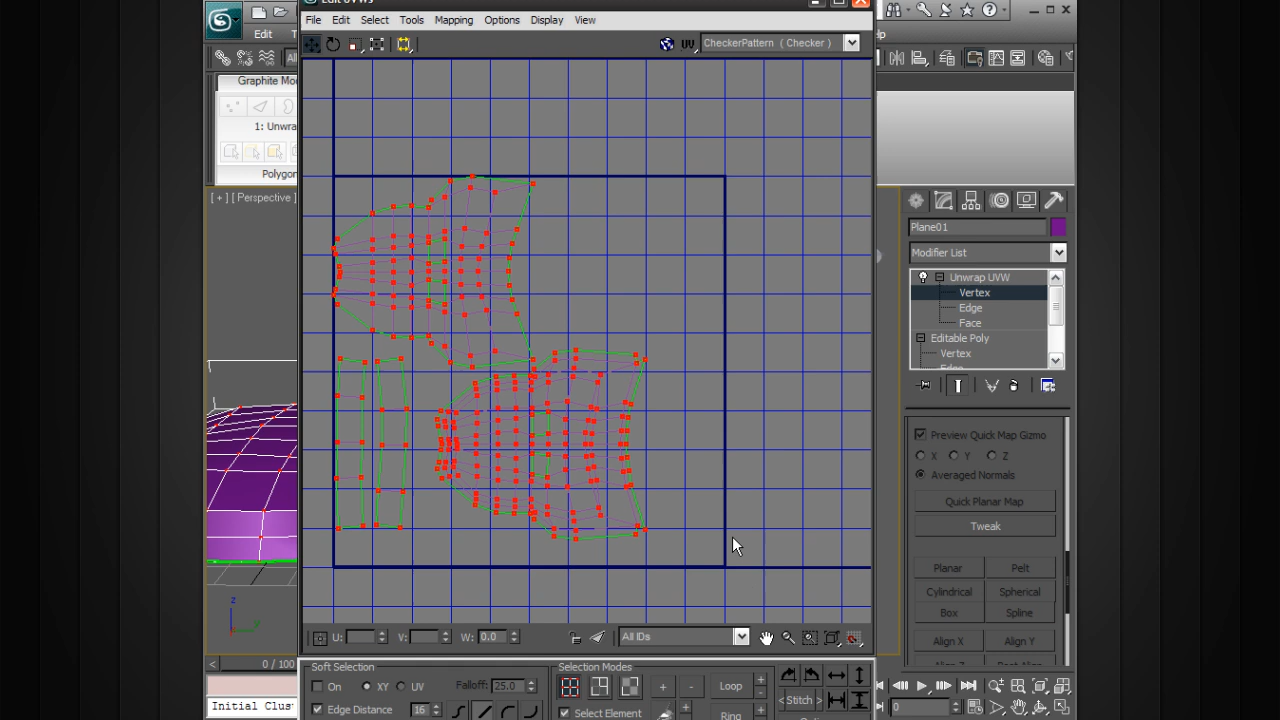 Edit UVWs
File Edit Select Tools Mapping Options Display View
UV
CheckerPattern ( Checker )
Edit
Graphite Mo
1: Unwra
Polygo
[ + ] [ Perspective ]
Plane01
Modifier List
Unwrap UVW
Vertex
Edge
Face
Editable Poly
Vertex
Preview Quick Map Gizmo
X Y Z
Averaged Normals
Quick Planar Map
Tweak
Planar Pelt
Cylindrical Spherical
Box Spline
Align X Align Y
z
y
U: V: W: 0.0 All IDs
0 / 100
Soft Selection
On XY UV Falloff: 25.0
Edge Distance 16
Selection Modes
+ - Loop
Select Element
Ring
Stitch
Initial Clus
0